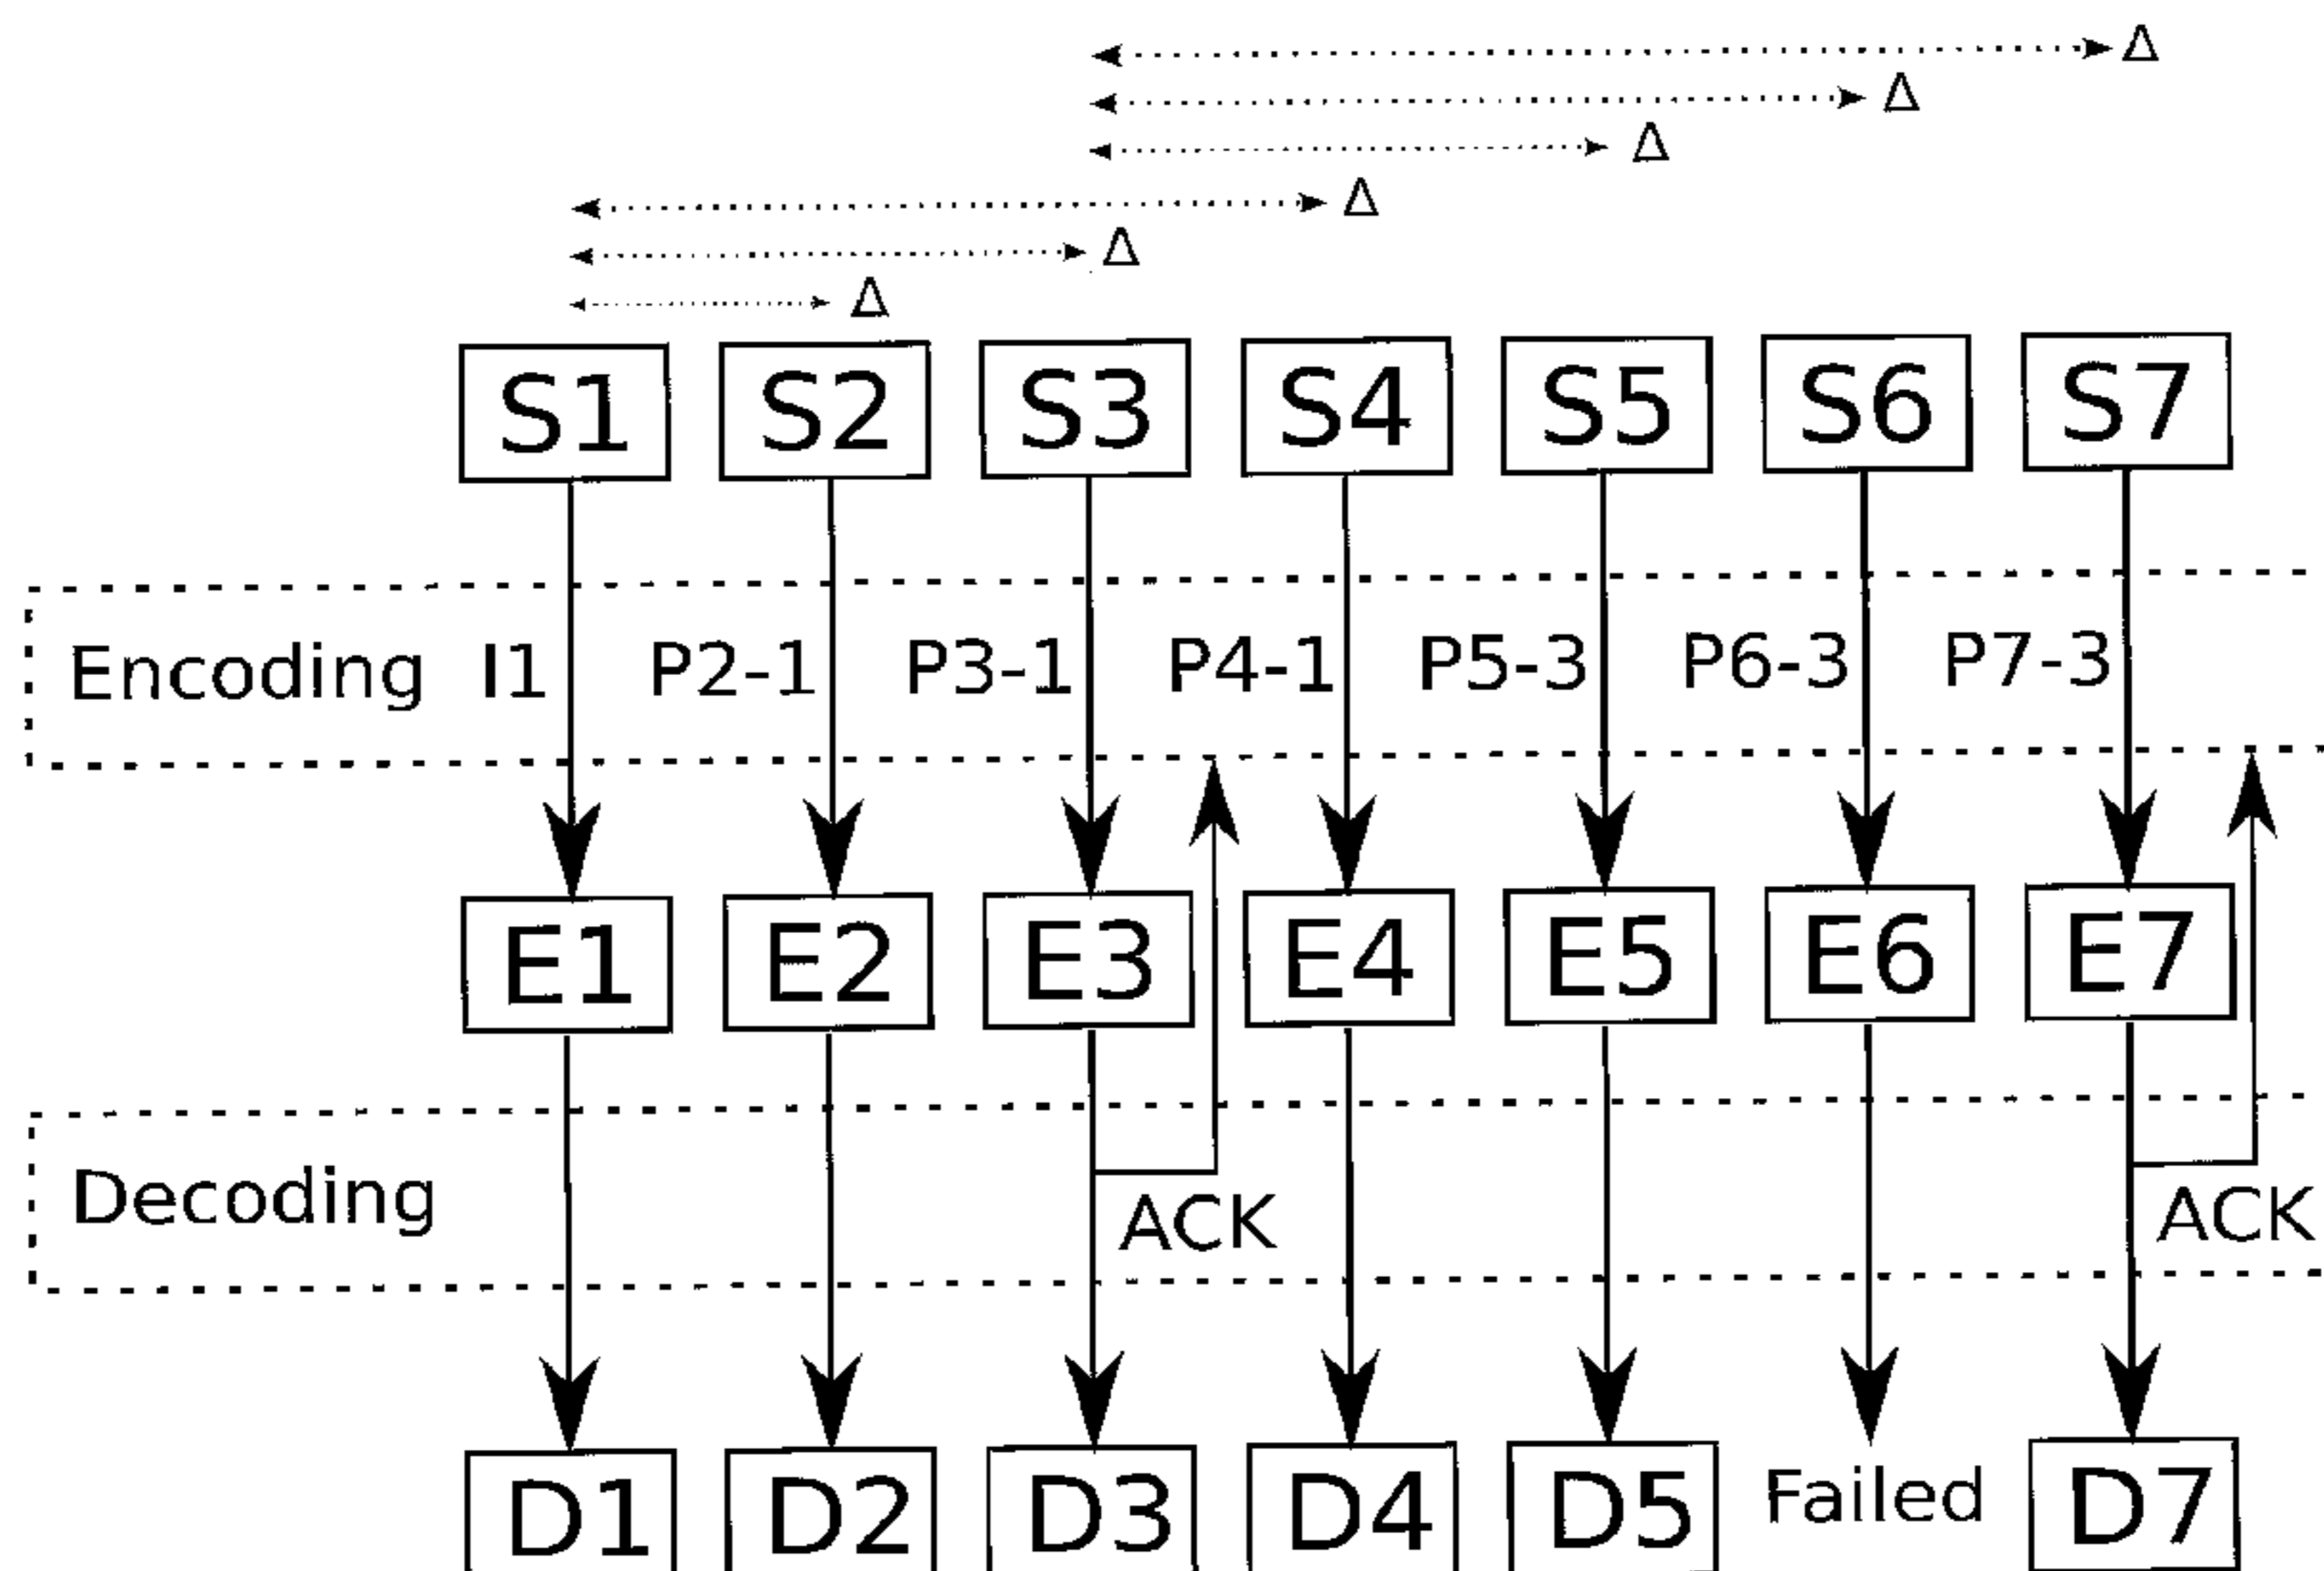 Δ
Δ
Δ
Δ
Δ
Δ
S1 S2 S3 S4 S5 S6 S7
Encoding I1 P2-1 P3-1 P4-1 P5-3 P6-3 P7-3
E1 E2 E3 E4 E5 E6 E7
Decoding ACK ACK
D1 D2 D3 D4 D5 Failed D7